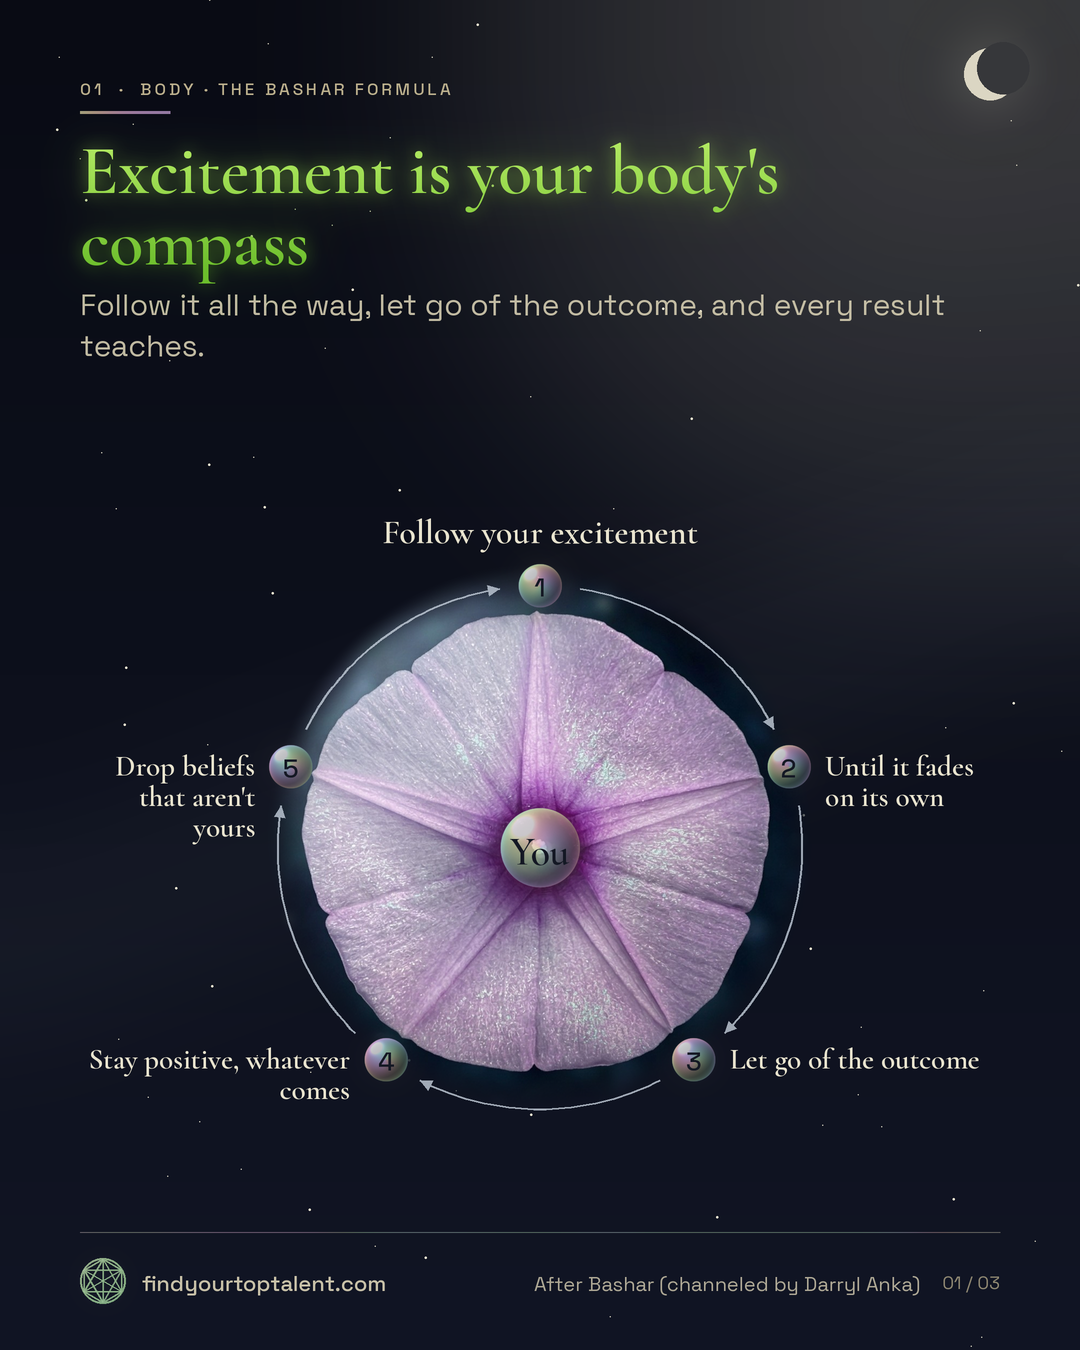 01 · BODY · THE BASHAR FORMULA
Excitement is your body's
compass
Follow it all the way, let go of the outcome, and every result
teaches.
Follow your excitement
1
2
Until it fades
on its own
3
Let go of the outcome
4
Stay positive, whatever
comes
5
Drop beliefs
that aren't
yours
You
findyourtoptalent.com
After Bashar (channeled by Darryl Anka)
01 / 03